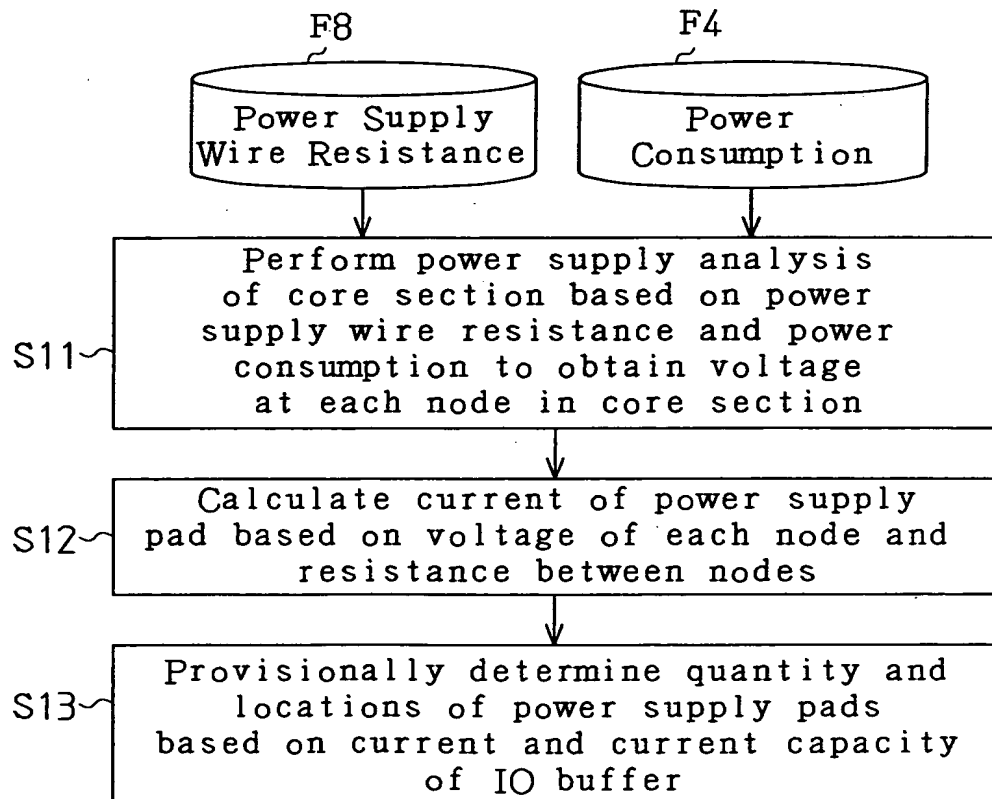 F8
F4
Power Supply
Wire Resistance
Power
Consumption
S11
Perform power supply analysis
of core section based on power
supply wire resistance and power
consumption to obtain voltage
at each node in core section
S12
Calculate current of power supply
pad based on voltage of each node and
resistance between nodes
S13
Provisionally determine quantity and
locations of power supply pads
based on current and current capacity
of IO buffer